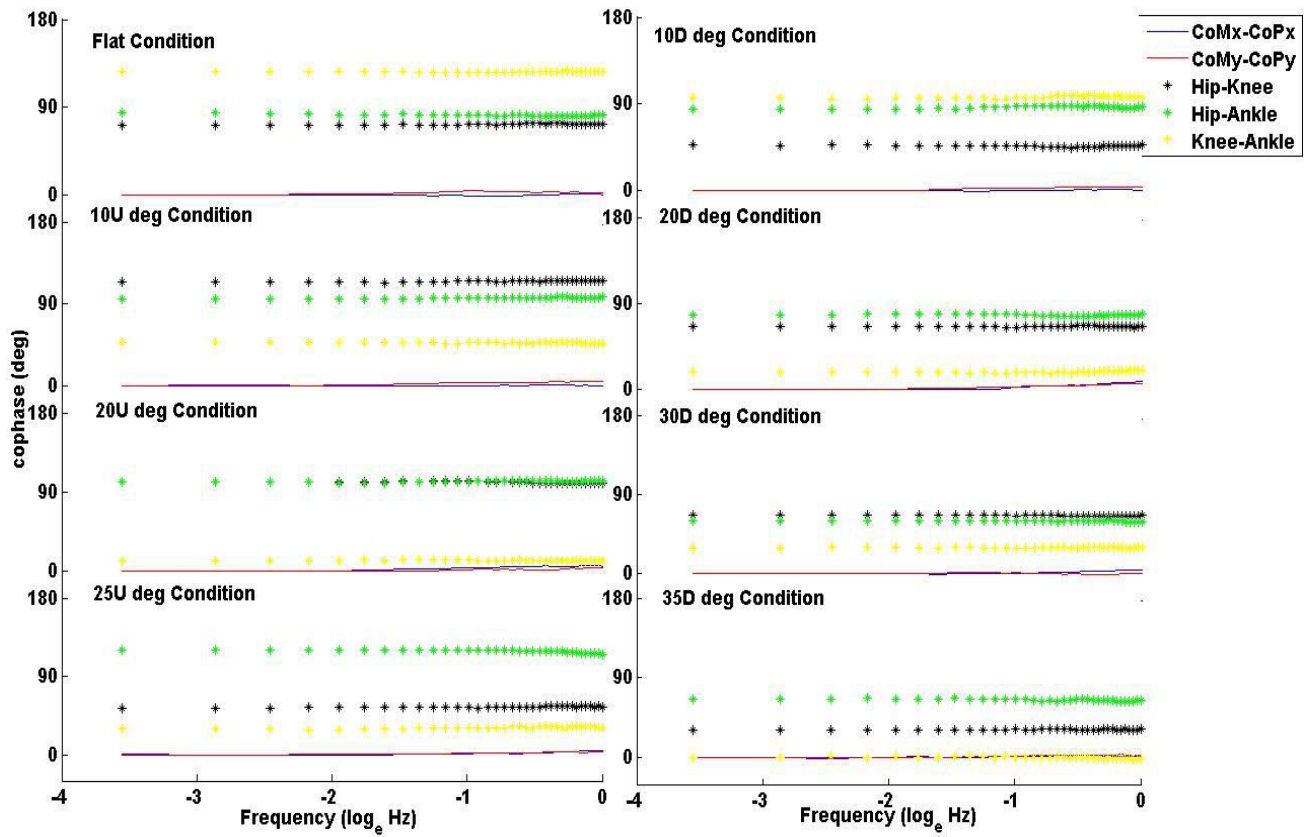 180
Flat Condition
90
0
10U deg Condition
180
90
0
20U deg Condition
180
90
0
25U deg Condition
180
90
0
-4 -3 -2 -1 0
Frequency (log_e Hz)
cophase (deg)
180
10D deg Condition
90
0
20D deg Condition
180
90
0
30D deg Condition
180
90
0
35D deg Condition
180
90
0
-4 -3 -2 -1 0
Frequency (log_e Hz)
CoMx-CoPx
CoMy-CoPy
Hip-Knee
Hip-Ankle
Knee-Ankle